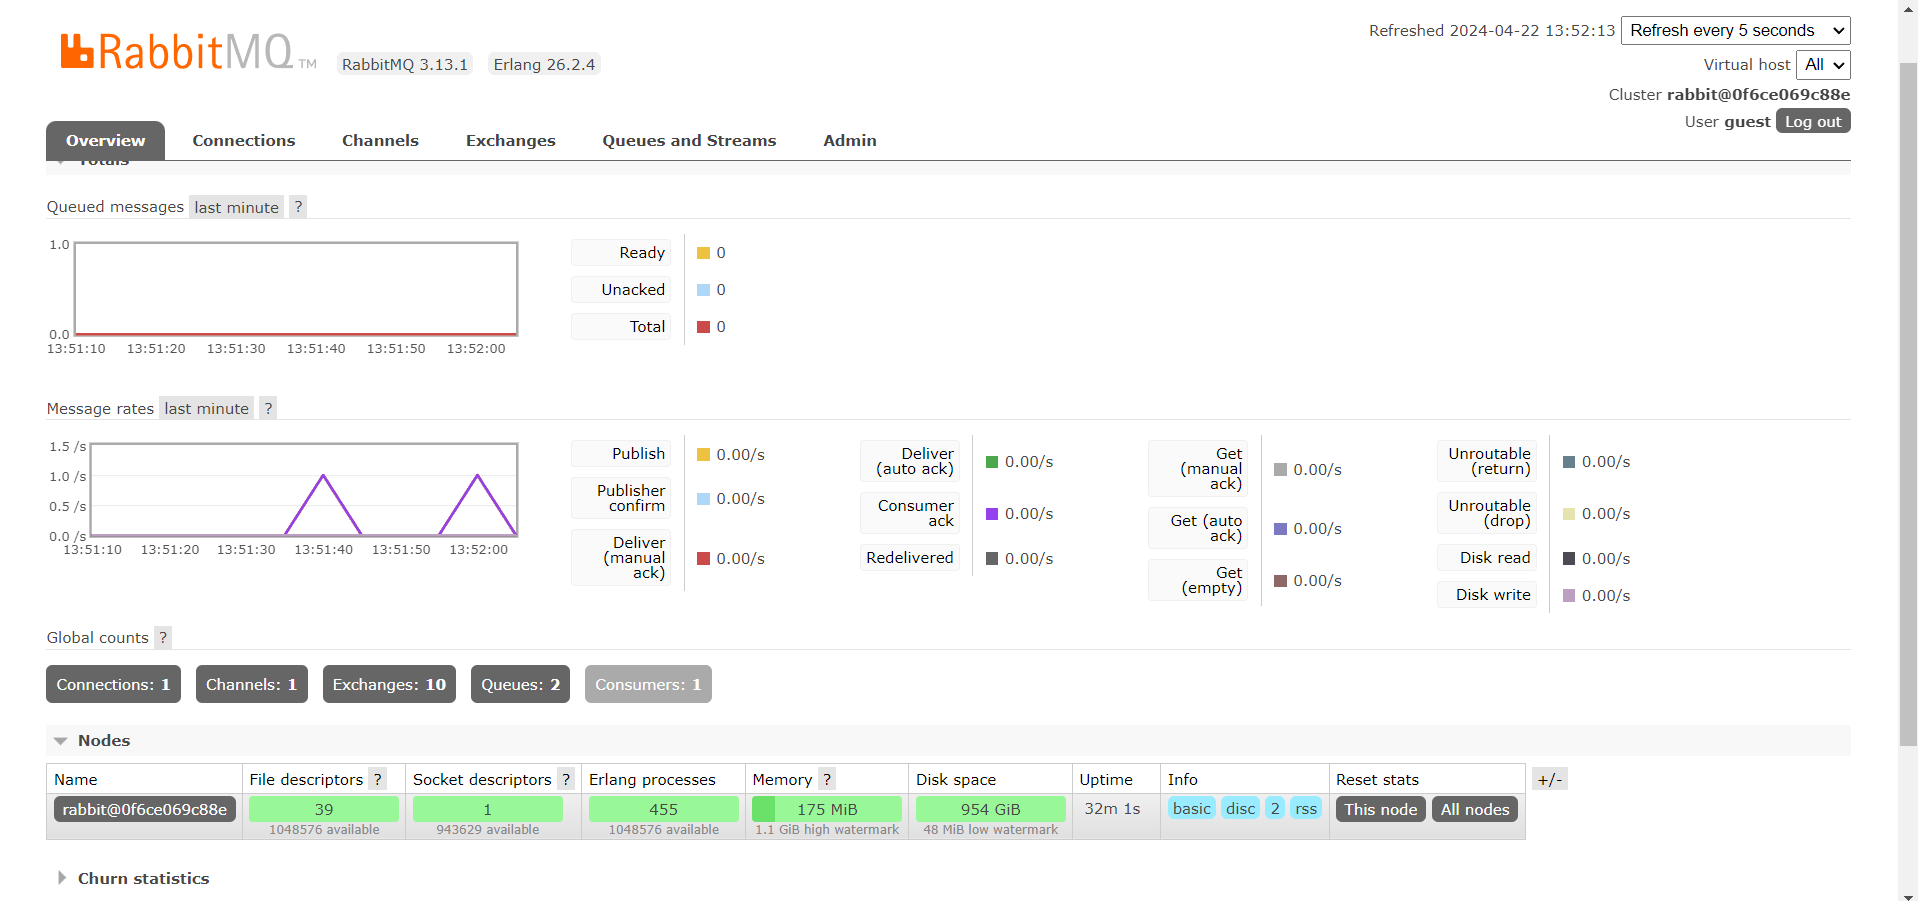 Refreshed 2024-04-22 13:52:13 Refresh every 5 seconds
RabbitMQ TM RabbitMQ 3.13.1 Erlang 26.2.4
Virtual host All
Cluster rabbit@0f6ce069c88e
User guest Log out
Overview Connections Channels Exchanges Queues and Streams Admin
Totals
Queued messages last minute ?
1.0
0.0
13:51:10 13:51:20 13:51:30 13:51:40 13:51:50 13:52:00
Ready 0
Unacked 0
Total 0
Message rates last minute ?
1.5 /s
1.0 /s
0.5 /s
0.0 /s
13:51:10 13:51:20 13:51:30 13:51:40 13:51:50 13:52:00
Publish 0.00/s
Publisher
confirm 0.00/s
Deliver
(manual
ack) 0.00/s
Deliver
(auto ack) 0.00/s
Consumer
ack 0.00/s
Redelivered 0.00/s
Get
(manual
ack) 0.00/s
Get (auto
ack) 0.00/s
Get
(empty) 0.00/s
Unroutable
(return) 0.00/s
Unroutable
(drop) 0.00/s
Disk read 0.00/s
Disk write 0.00/s
Global counts ?
Connections: 1 Channels: 1 Exchanges: 10 Queues: 2 Consumers: 1
Nodes
Name File descriptors ? Socket descriptors ? Erlang processes Memory ? Disk space Uptime Info Reset stats +/-
rabbit@0f6ce069c88e 39 1 455 175 MiB 954 GiB 32m 1s basic disc 2 rss This node All nodes
1048576 available 943629 available 1048576 available 1.1 GiB high watermark 48 MiB low watermark
Churn statistics